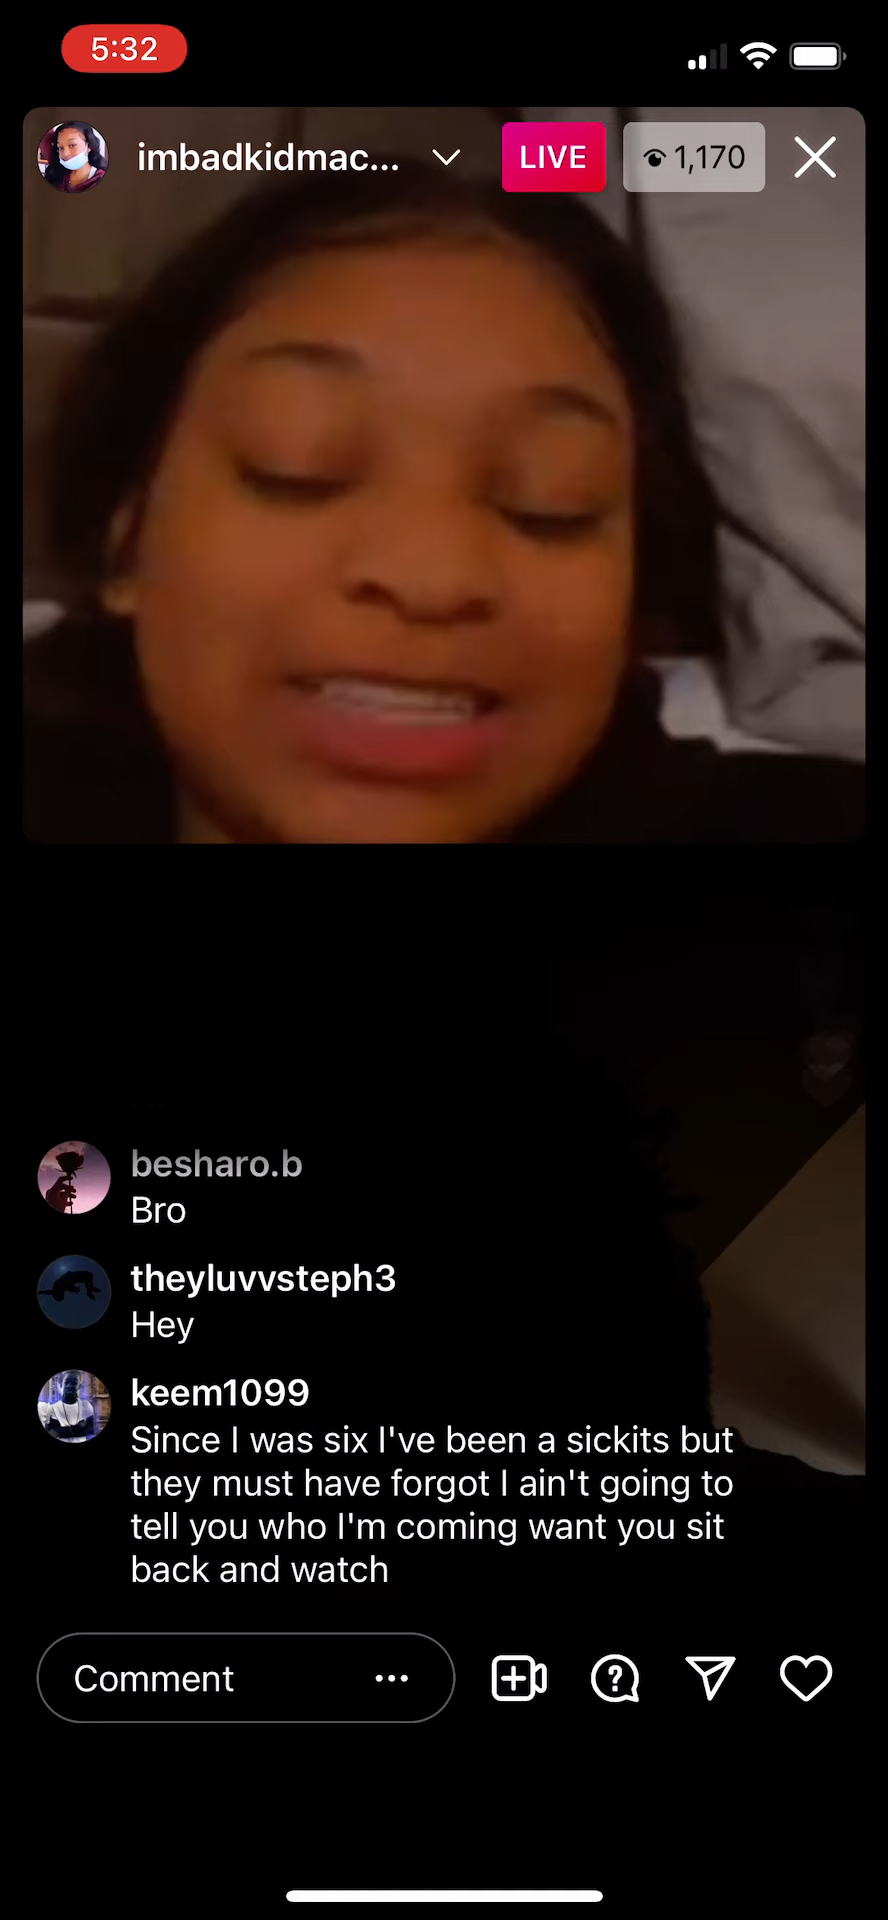 5:32
imbadkidmac...
LIVE
1,170
besharo.b
Bro
theyluvvsteph3
Hey
keem1099
Since I was six I've been a sickits but
they must have forgot I ain't going to
tell you who I'm coming want you sit
back and watch
Comment